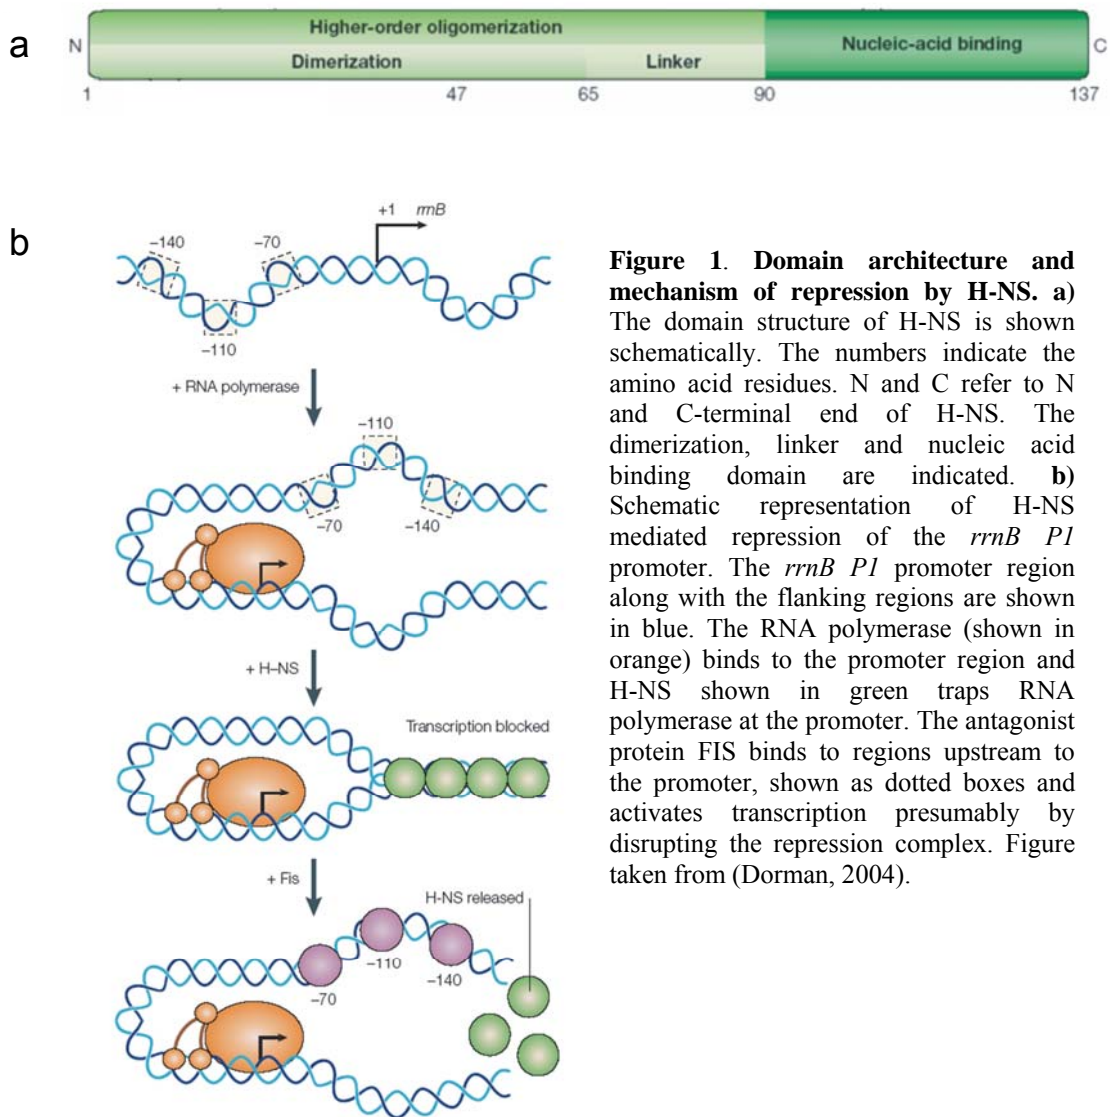 a
N
Higher-order oligomerization
Nucleic-acid binding
C
Dimerization
Linker
1
47
65
90
137
b
+1 rrnB
–140
–70
–110
+ RNA polymerase
–110
–70
–140
+ H–NS
Transcription blocked
+ Fis
H-NS released
–110
–140
–70
Figure 1. Domain architecture and
mechanism of repression by H-NS. a)
The domain structure of H-NS is shown
schematically. The numbers indicate the
amino acid residues. N and C refer to N
and C-terminal end of H-NS. The
dimerization, linker and nucleic acid
binding domain are indicated. b)
Schematic representation of H-NS
mediated repression of the rrnB P1
promoter. The rrnB P1 promoter region
along with the flanking regions are shown
in blue. The RNA polymerase (shown in
orange) binds to the promoter region and
H-NS shown in green traps RNA
polymerase at the promoter. The antagonist
protein FIS binds to regions upstream to
the promoter, shown as dotted boxes and
activates transcription presumably by
disrupting the repression complex. Figure
taken from (Dorman, 2004).